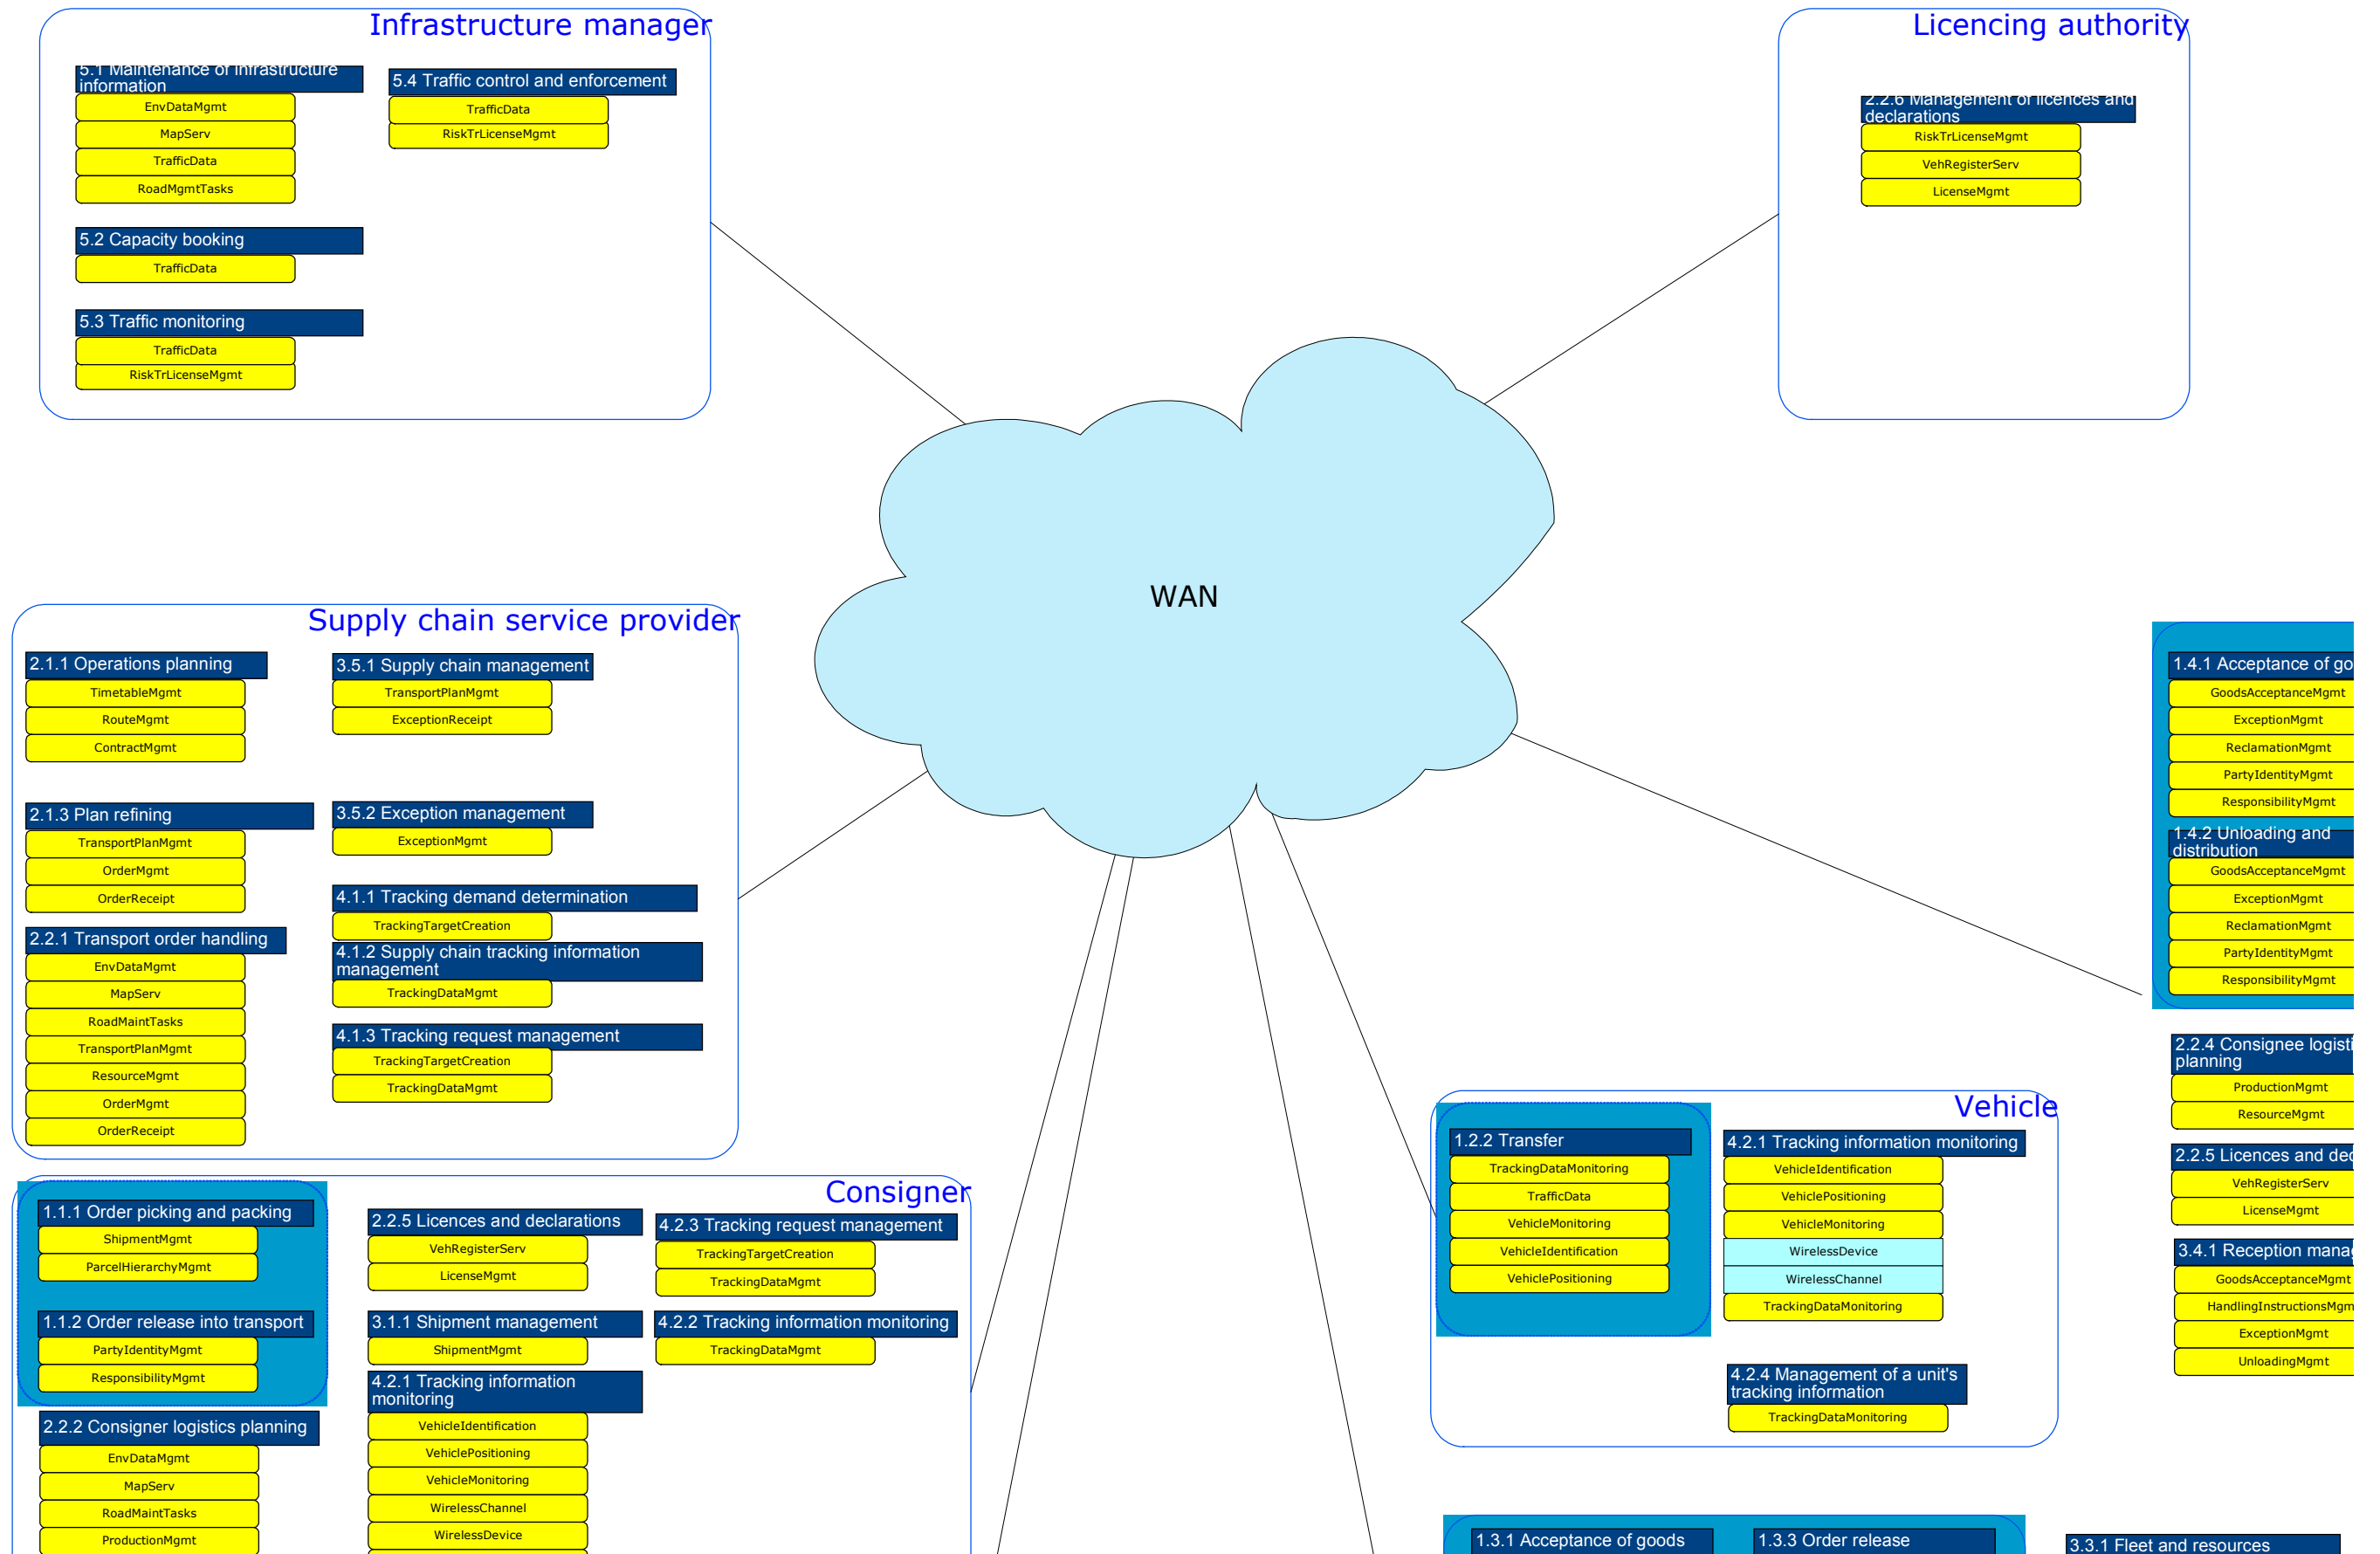 Infrastructure manager
5.1 Maintenance of infrastructure
information
EnvDataMgmt
MapServ
TrafficData
RoadMgmtTasks
5.2 Capacity booking
TrafficData
5.3 Traffic monitoring
TrafficData
RiskTrLicenseMgmt
5.4 Traffic control and enforcement
TrafficData
RiskTrLicenseMgmt
Licencing authority
2.2.6 Management of licences and
declarations
RiskTrLicenseMgmt
VehRegisterServ
LicenseMgmt
WAN
Supply chain service provider
2.1.1 Operations planning
TimetableMgmt
RouteMgmt
ContractMgmt
2.1.3 Plan refining
TransportPlanMgmt
OrderMgmt
OrderReceipt
2.2.1 Transport order handling
EnvDataMgmt
MapServ
RoadMaintTasks
TransportPlanMgmt
ResourceMgmt
OrderMgmt
OrderReceipt
3.5.1 Supply chain management
TransportPlanMgmt
ExceptionReceipt
3.5.2 Exception management
ExceptionMgmt
4.1.1 Tracking demand determination
TrackingTargetCreation
4.1.2 Supply chain tracking information
management
TrackingDataMgmt
4.1.3 Tracking request management
TrackingTargetCreation
TrackingDataMgmt
1.4.1 Acceptance of go
GoodsAcceptanceMgmt
ExceptionMgmt
ReclamationMgmt
PartyIdentityMgmt
ResponsibilityMgmt
1.4.2 Unloading and
distribution
GoodsAcceptanceMgmt
ExceptionMgmt
ReclamationMgmt
PartyIdentityMgmt
ResponsibilityMgmt
2.2.4 Consignee logisti
planning
ProductionMgmt
ResourceMgmt
2.2.5 Licences and dec
VehRegisterServ
LicenseMgmt
3.4.1 Reception manag
GoodsAcceptanceMgmt
HandlingInstructionsMgm
ExceptionMgmt
UnloadingMgmt
Consigner
1.1.1 Order picking and packing
ShipmentMgmt
ParcelHierarchyMgmt
1.1.2 Order release into transport
PartyIdentityMgmt
ResponsibilityMgmt
2.2.2 Consigner logistics planning
EnvDataMgmt
MapServ
RoadMaintTasks
ProductionMgmt
2.2.5 Licences and declarations
VehRegisterServ
LicenseMgmt
3.1.1 Shipment management
ShipmentMgmt
4.2.1 Tracking information
monitoring
VehicleIdentification
VehiclePositioning
VehicleMonitoring
WirelessChannel
WirelessDevice
4.2.3 Tracking request management
TrackingTargetCreation
TrackingDataMgmt
4.2.2 Tracking information monitoring
TrackingDataMgmt
Vehicle
1.2.2 Transfer
TrackingDataMonitoring
TrafficData
VehicleMonitoring
VehicleIdentification
VehiclePositioning
4.2.1 Tracking information monitoring
VehicleIdentification
VehiclePositioning
VehicleMonitoring
WirelessDevice
WirelessChannel
TrackingDataMonitoring
4.2.4 Management of a unit's
tracking information
TrackingDataMonitoring
1.3.1 Acceptance of goods
1.3.3 Order release
3.3.1 Fleet and resources